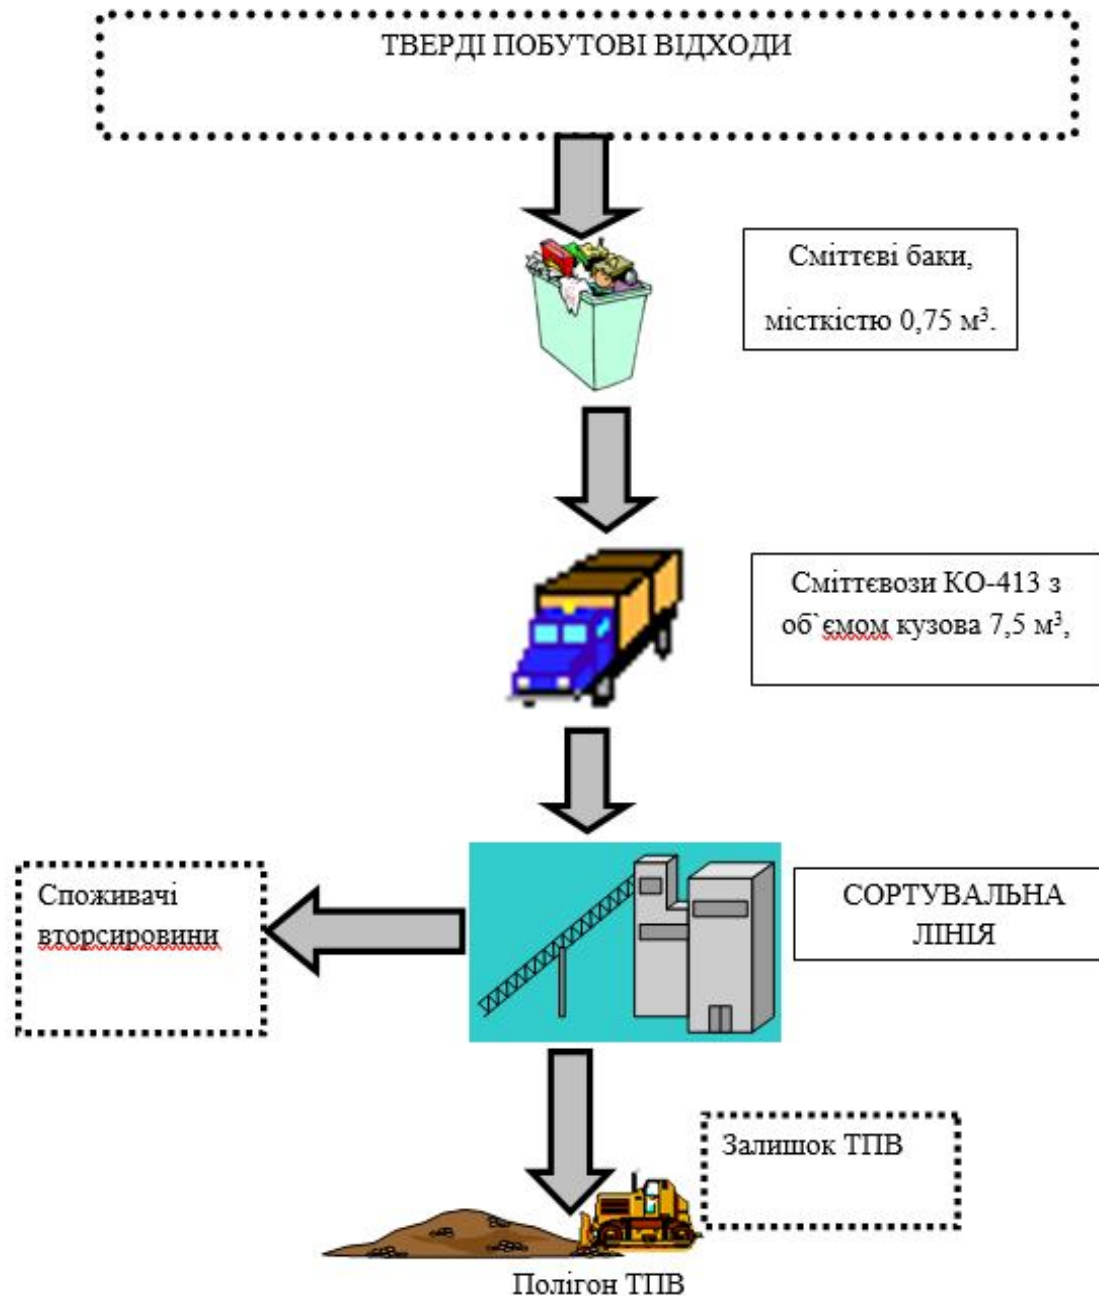 ТВЕРДІ ПОБУТОВІ ВІДХОДИ
Сміттєві баки,
місткістю 0,75 м³.
Сміттєвози КО-413 з
об`ємом кузова 7,5 м³,
Споживачі
вторсировини
СОРТУВАЛЬНА
ЛІНІЯ
Залишок ТПВ
Полігон ТПВ